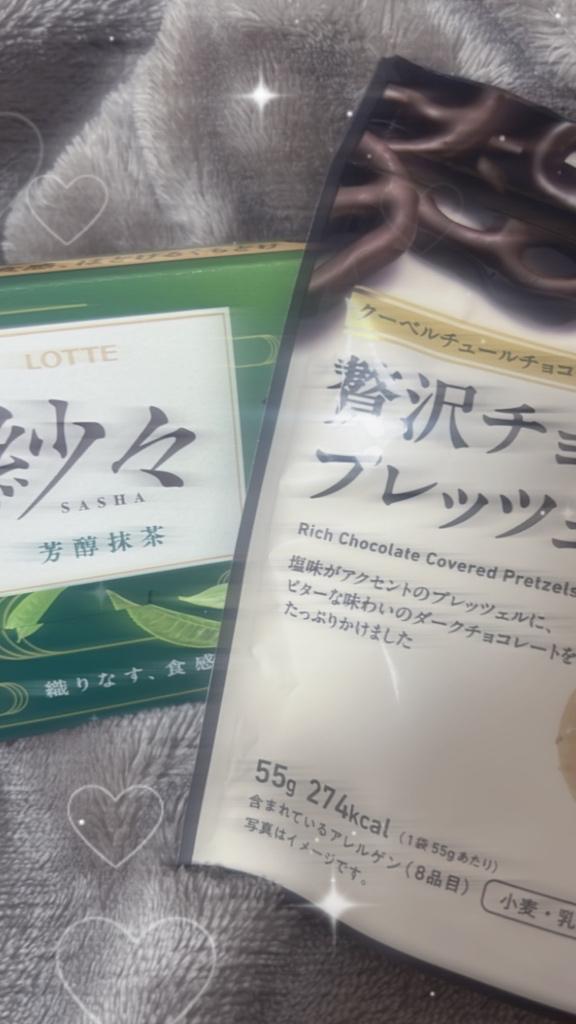 LOTTE
紗々
SASHA
芳醇抹茶
織りなす、食感
クーベルチュールチョコ
贅沢チョ
プレッツェ
Rich Chocolate Covered Pretzels
塩味がアクセントのプレッツェルに、
ビターな味わいのダークチョコレートを
たっぷりかけました
55g 274kcal(1袋55gあたり)
含まれているアレルゲン(8品目)
小麦・乳
写真はイメージです。